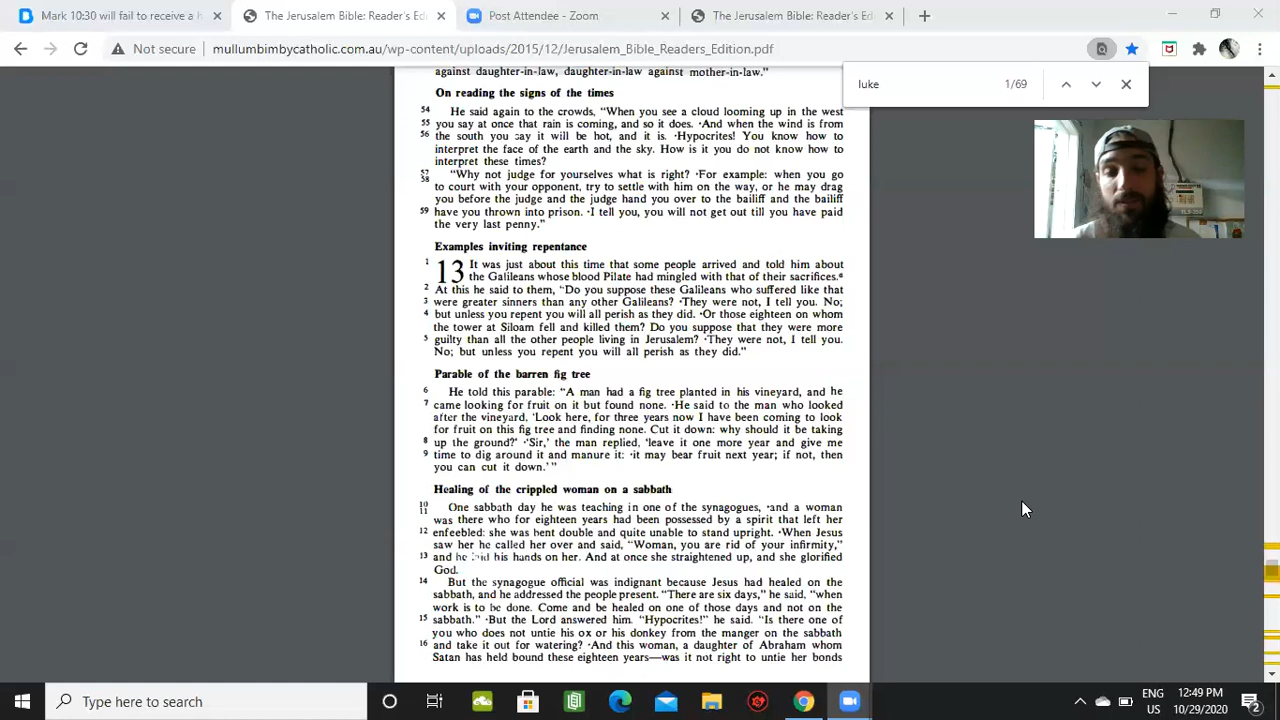 Mark 10:30 will fail to receive a h
The Jerusalem Bible: Reader's Edi
Post Attendee - Zoom
The Jerusalem Bible: Reader's Ed
Not secure
mullumbimbycatholic.com.au/wp-content/uploads/2015/12/Jerusalem_Bible_Readers_Edition.pdf
luke
1/69
against daughter-in-law, daughter-in-law against mother-in-law."
On reading the signs of the times
54 He said again to the crowds, "When you see a cloud looming up in the west
55 you say at once that rain is coming, and so it does. ·And when the wind is from
56 the south you say it will be hot, and it is. ·Hypocrites! You know how to
interpret the face of the earth and the sky. How is it you do not know how to
interpret these times?
57 "Why not judge for yourselves what is right? ·For example: when you go
58 to court with your opponent, try to settle with him on the way, or he may drag
you before the judge and the judge hand you over to the bailiff and the bailiff
59 have you thrown into prison. ·I tell you, you will not get out till you have paid
the very last penny."
Examples inviting repentance
1 13 It was just about this time that some people arrived and told him about
the Galileans whose blood Pilate had mingled with that of their sacrifices.a
2 At this he said to them, "Do you suppose these Galileans who suffered like that
3 were greater sinners than any other Galileans? ·They were not, I tell you. No;
4 but unless you repent you will all perish as they did. ·Or those eighteen on whom
the tower at Siloam fell and killed them? Do you suppose that they were more
5 guilty than all the other people living in Jerusalem? ·They were not, I tell you.
No; but unless you repent you will all perish as they did."
Parable of the barren fig tree
6 He told this parable: "A man had a fig tree planted in his vineyard, and he
7 came looking for fruit on it but found none. ·He said to the man who looked
after the vineyard, 'Look here, for three years now I have been coming to look
for fruit on this fig tree and finding none. Cut it down: why should it be taking
8 up the ground?' ·'Sir,' the man replied, 'leave it one more year and give me
9 time to dig around it and manure it: ·it may bear fruit next year; if not, then
you can cut it down.'"
Healing of the crippled woman on a sabbath
10 One sabbath day he was teaching in one of the synagogues, ·and a woman
11 was there who for eighteen years had been possessed by a spirit that left her
12 enfeebled: she was bent double and quite unable to stand upright. ·When Jesus
saw her he called her over and said, "Woman, you are rid of your infirmity,"
13 and he laid his hands on her. And at once she straightened up, and she glorified
God.
14 But the synagogue official was indignant because Jesus had healed on the
sabbath, and he addressed the people present. "There are six days," he said, "when
work is to be done. Come and be healed on one of those days and not on the
15 sabbath." ·But the Lord answered him. "Hypocrites!" he said. "Is there one of
you who does not untie his ox or his donkey from the manger on the sabbath
16 and take it out for watering? ·And this woman, a daughter of Abraham whom
Satan has held bound these eighteen years—was it not right to untie her bonds
Type here to search
ENG
US
12:49 PM
10/29/2020
2